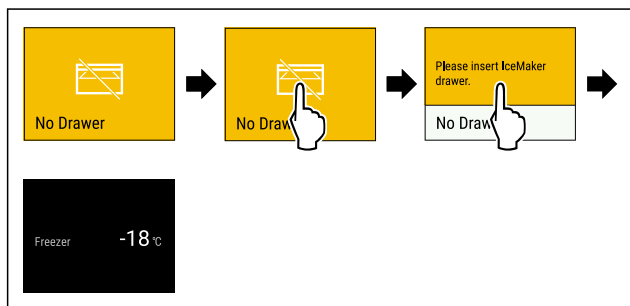 No Drawer
No Draw
Please insert IceMaker
drawer.
No Draw
Freezer -18 °C